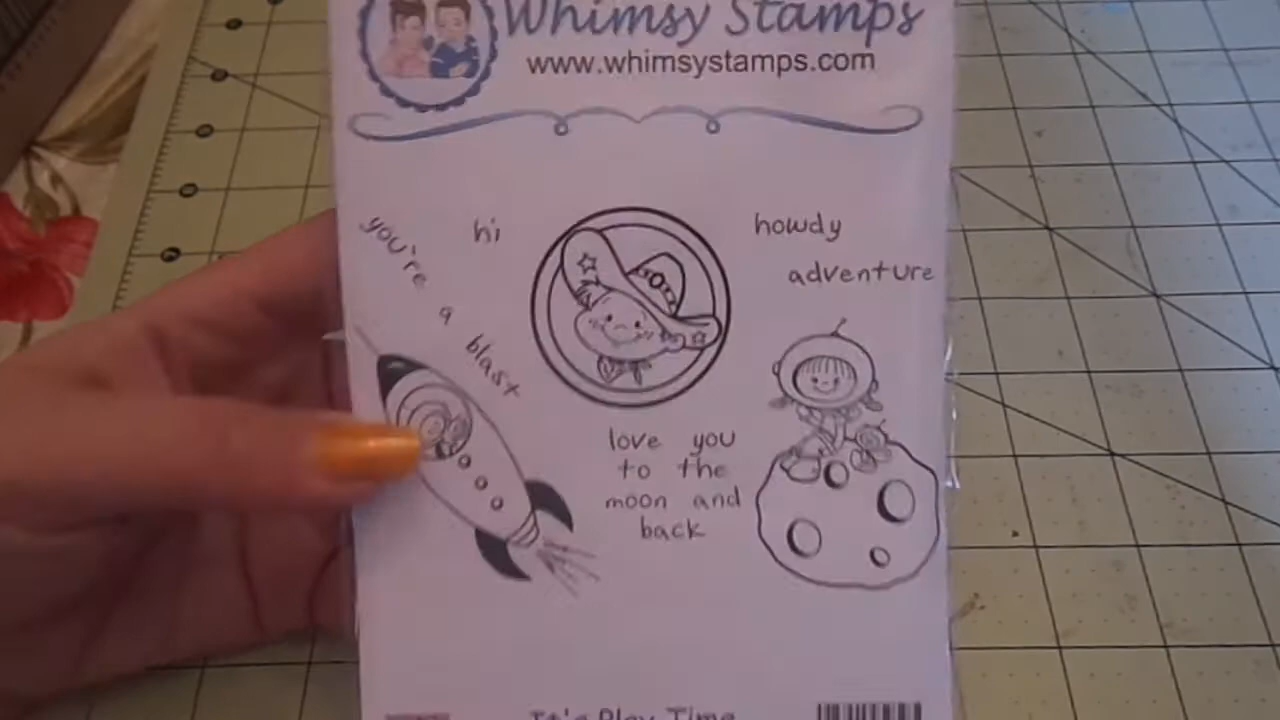 Whimsy Stamps
www.whimsystamps.com
hi
howdy
adventure
you're a blast
love you
to the
moon and
back
It's Play Time